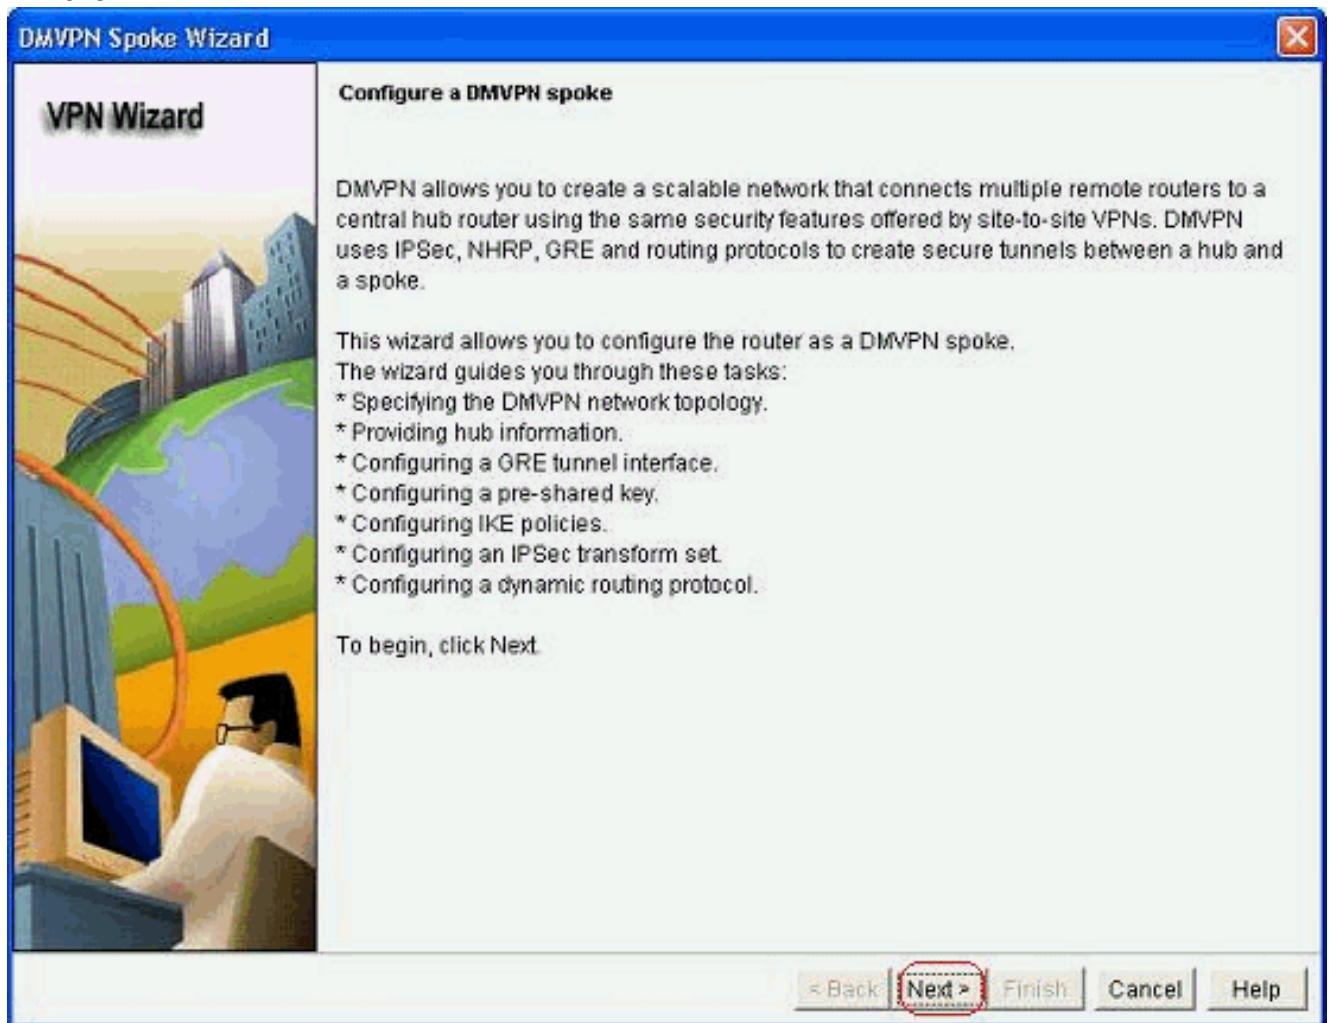 DMVPN Spoke Wizard
VPN Wizard
Configure a DMVPN spoke
DMVPN allows you to create a scalable network that connects multiple remote routers to a
central hub router using the same security features offered by site-to-site VPNs. DMVPN
uses IPSec, NHRP, GRE and routing protocols to create secure tunnels between a hub and
a spoke.
This wizard allows you to configure the router as a DMVPN spoke.
The wizard guides you through these tasks:
* Specifying the DMVPN network topology.
* Providing hub information.
* Configuring a GRE tunnel interface.
* Configuring a pre-shared key.
* Configuring IKE policies.
* Configuring an IPSec transform set.
* Configuring a dynamic routing protocol.
To begin, click Next.
< Back Next > Finish Cancel Help